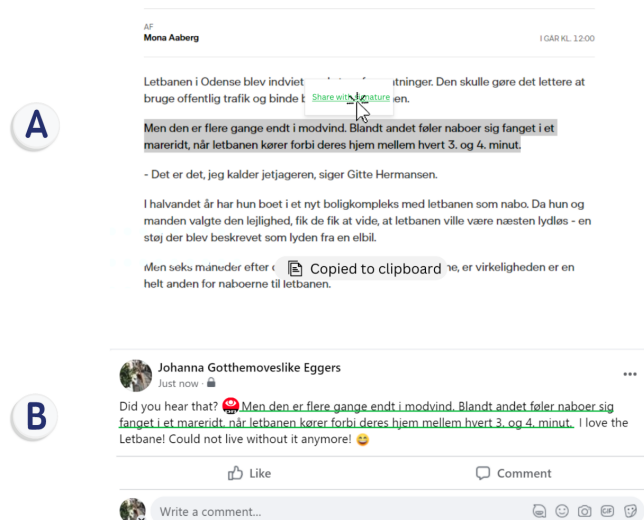 AF
Mona Aaberg
I GÅR KL. 12:00
Letbanen i Odense blev indviet ntninger. Den skulle gøre det lettere at
bruge offentlig trafik og binde en.
Share with signature
A
Men den er flere gange endt i modvind. Blandt andet føler naboer sig fanget i et
mareridt, når letbanen kører forbi deres hjem mellem hvert 3. og 4. minut.
- Det er det, jeg kalder jetjageren, siger Gitte Hermansen.
I halvandet år har hun boet i et nyt boligkompleks med letbanen som nabo. Da hun og
manden valgte den lejlighed, fik de at vide, at letbanen ville være næsten lydløs - en
støj der blev beskrevet som lyden fra en elbil.
Men seks måneder efter ne, er virkeligheden er en
Copied to clipboard
helt anden for naboerne til letbanen.
Johanna Gotthemoveslike Eggers
Just now
B
Did you hear that? Men den er flere gange endt i modvind. Blandt andet føler naboer sig
fanget i et mareridt, når letbanen kører forbi deres hjem mellem hvert 3. og 4. minut. I love the
Letbane! Could not live without it anymore!
Like
Comment
Write a comment...
GIF